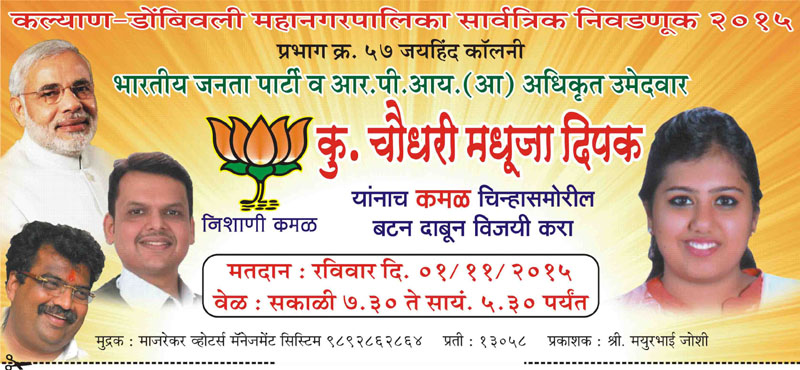 कल्याण-डोंबिवली महानगरपालिका सार्वत्रिक निवडणूक २०१५
प्रभाग क्र. ५७ जयहिंद कॉलनी
भारतीय जनता पार्टी व आर.पी.आय.(आ) अधिकृत उमेदवार
कु. चौधरी मधूजा दिपक
निशाणी कमळ
यांनाच कमळ चिन्हासमोरील
बटन दाबून विजयी करा
मतदान : रविवार दि. ०१/११/२०१५
वेळ : सकाळी ७.३० ते सायं. ५.३० पर्यंत
मुद्रक : माजरेकर व्होटर्स मॅनेजमेंट सिस्टिम ९८९२८६२८६४ प्रती : १३०५८ प्रकाशक : श्री. मयुरभाई जोशी